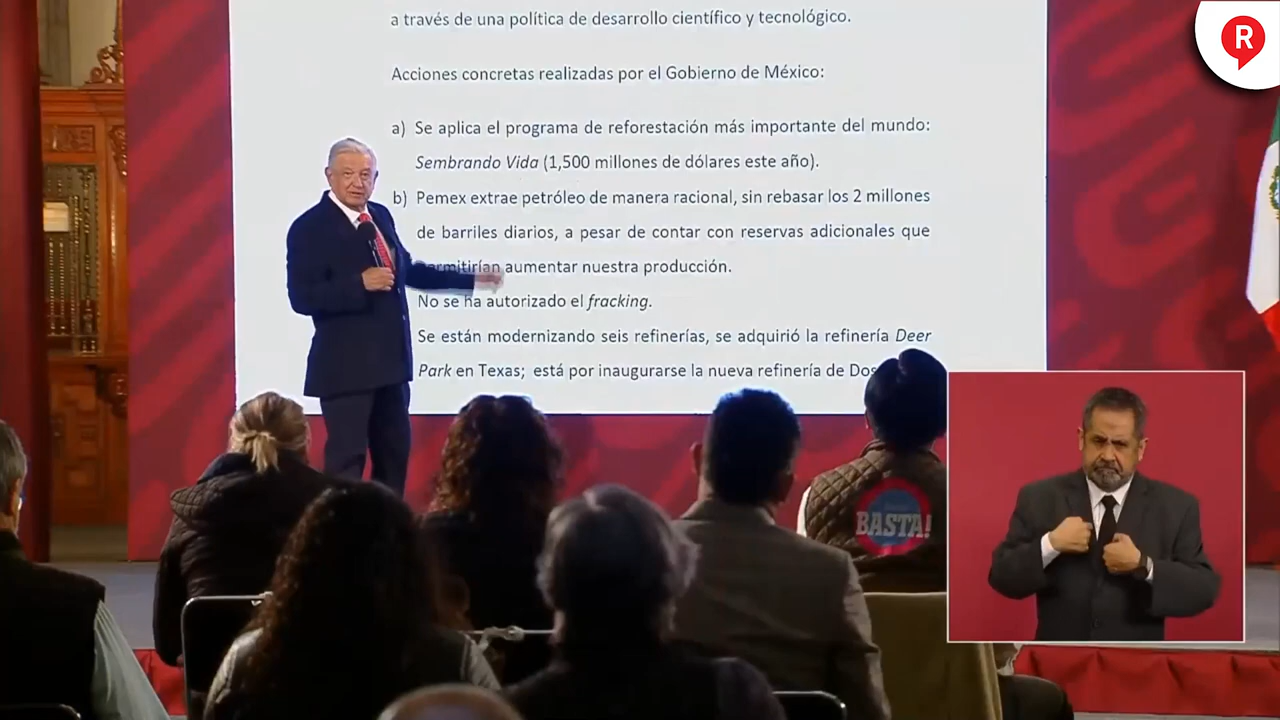 a través de una política de desarrollo científico y tecnológico.
Acciones concretas realizadas por el Gobierno de México:
a) Se aplica el programa de reforestación más importante del mundo:
Sembrando Vida (1,500 millones de dólares este año).
b) Pemex extrae petróleo de manera racional, sin rebasar los 2 millones
de barriles diarios, a pesar de contar con reservas adicionales que
permitirían aumentar nuestra producción.
No se ha autorizado el fracking.
Se están modernizando seis refinerías, se adquirió la refinería Deer
Park en Texas; está por inaugurarse la nueva refinería de Dos
BASTA!
R